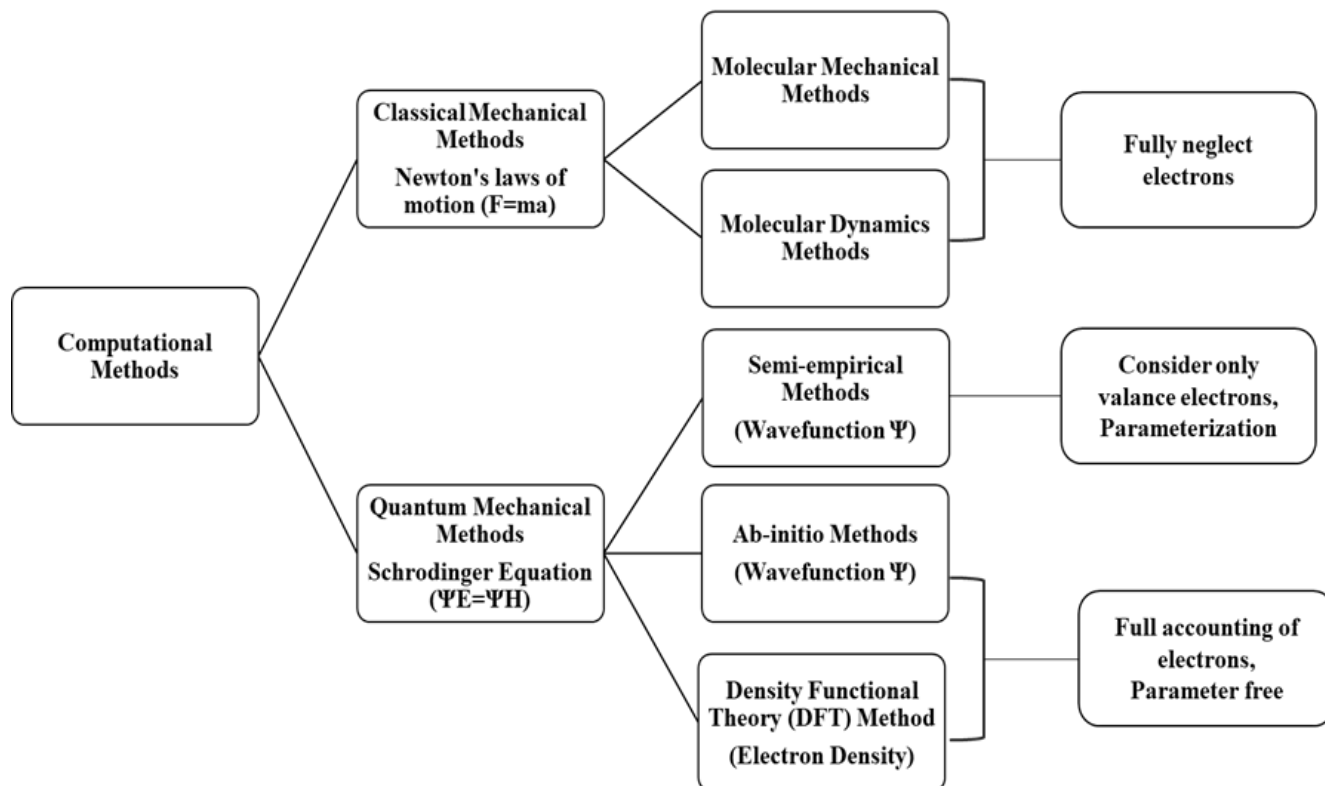 Computational
Methods
Classical Mechanical
Methods
Newton's laws of
motion (F=ma)
Quantum Mechanical
Methods
Schrodinger Equation
(ΨE=ΨH)
Molecular Mechanical
Methods
Molecular Dynamics
Methods
Semi-empirical
Methods
(Wavefunction Ψ)
Ab-initio Methods
(Wavefunction Ψ)
Density Functional
Theory (DFT) Method
(Electron Density)
Fully neglect
electrons
Consider only
valance electrons,
Parameterization
Full accounting of
electrons,
Parameter free